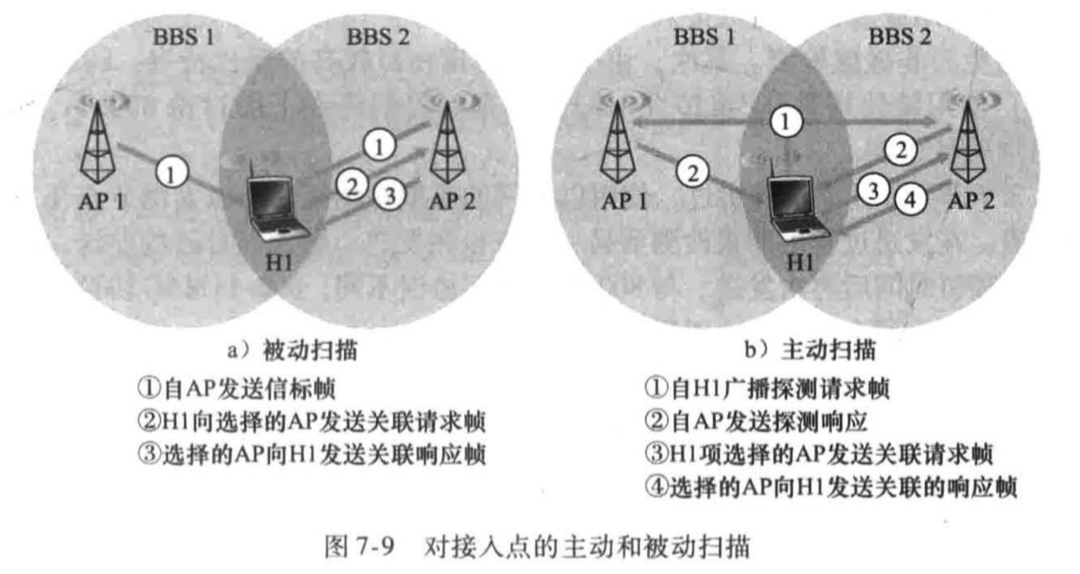 BBS 1
BBS 2
①
①
②
③
AP 1
AP 2
H1
a）被动扫描
①自AP发送信标帧
②H1向选择的AP发送关联请求帧
③选择的AP向H1发送关联响应帧
BBS 1
BBS 2
①
②
②
③
④
AP 1
AP 2
H1
b）主动扫描
①自H1广播探测请求帧
②自AP发送探测响应
③H1项选择的AP发送关联请求帧
④选择的AP向H1发送关联的响应帧
图 7-9 对接入点的主动和被动扫描